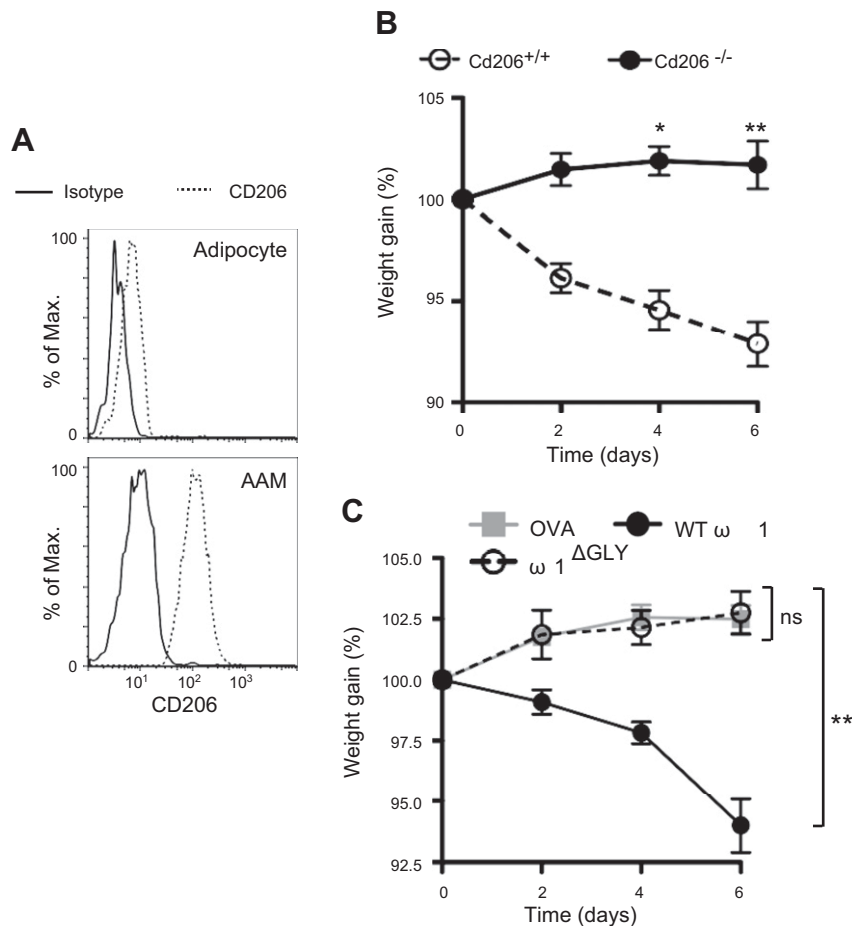 A
Isotype CD206
Adipocyte
100
% of Max.
0
AAM
100
% of Max.
0
10¹ 10² 10³
CD206
B
Cd206+/+ Cd206 -/-
105
* **
100
Weight gain (%)
95
90
0 2 4 6
Time (days)
C
OVA WT ω 1
ω 1 ΔGLY
105.0
102.5
ns
100.0
Weight gain (%)
**
97.5
95.0
92.5
0 2 4 6
Time (days)